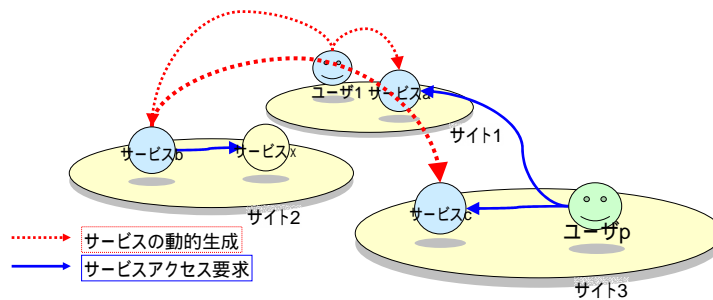 ユーザ1
サービスa
サイト1
サービスb
サービスx
サイト2
サービスc
ユーザp
サイト3
サービスの動的生成
サービスアクセス要求